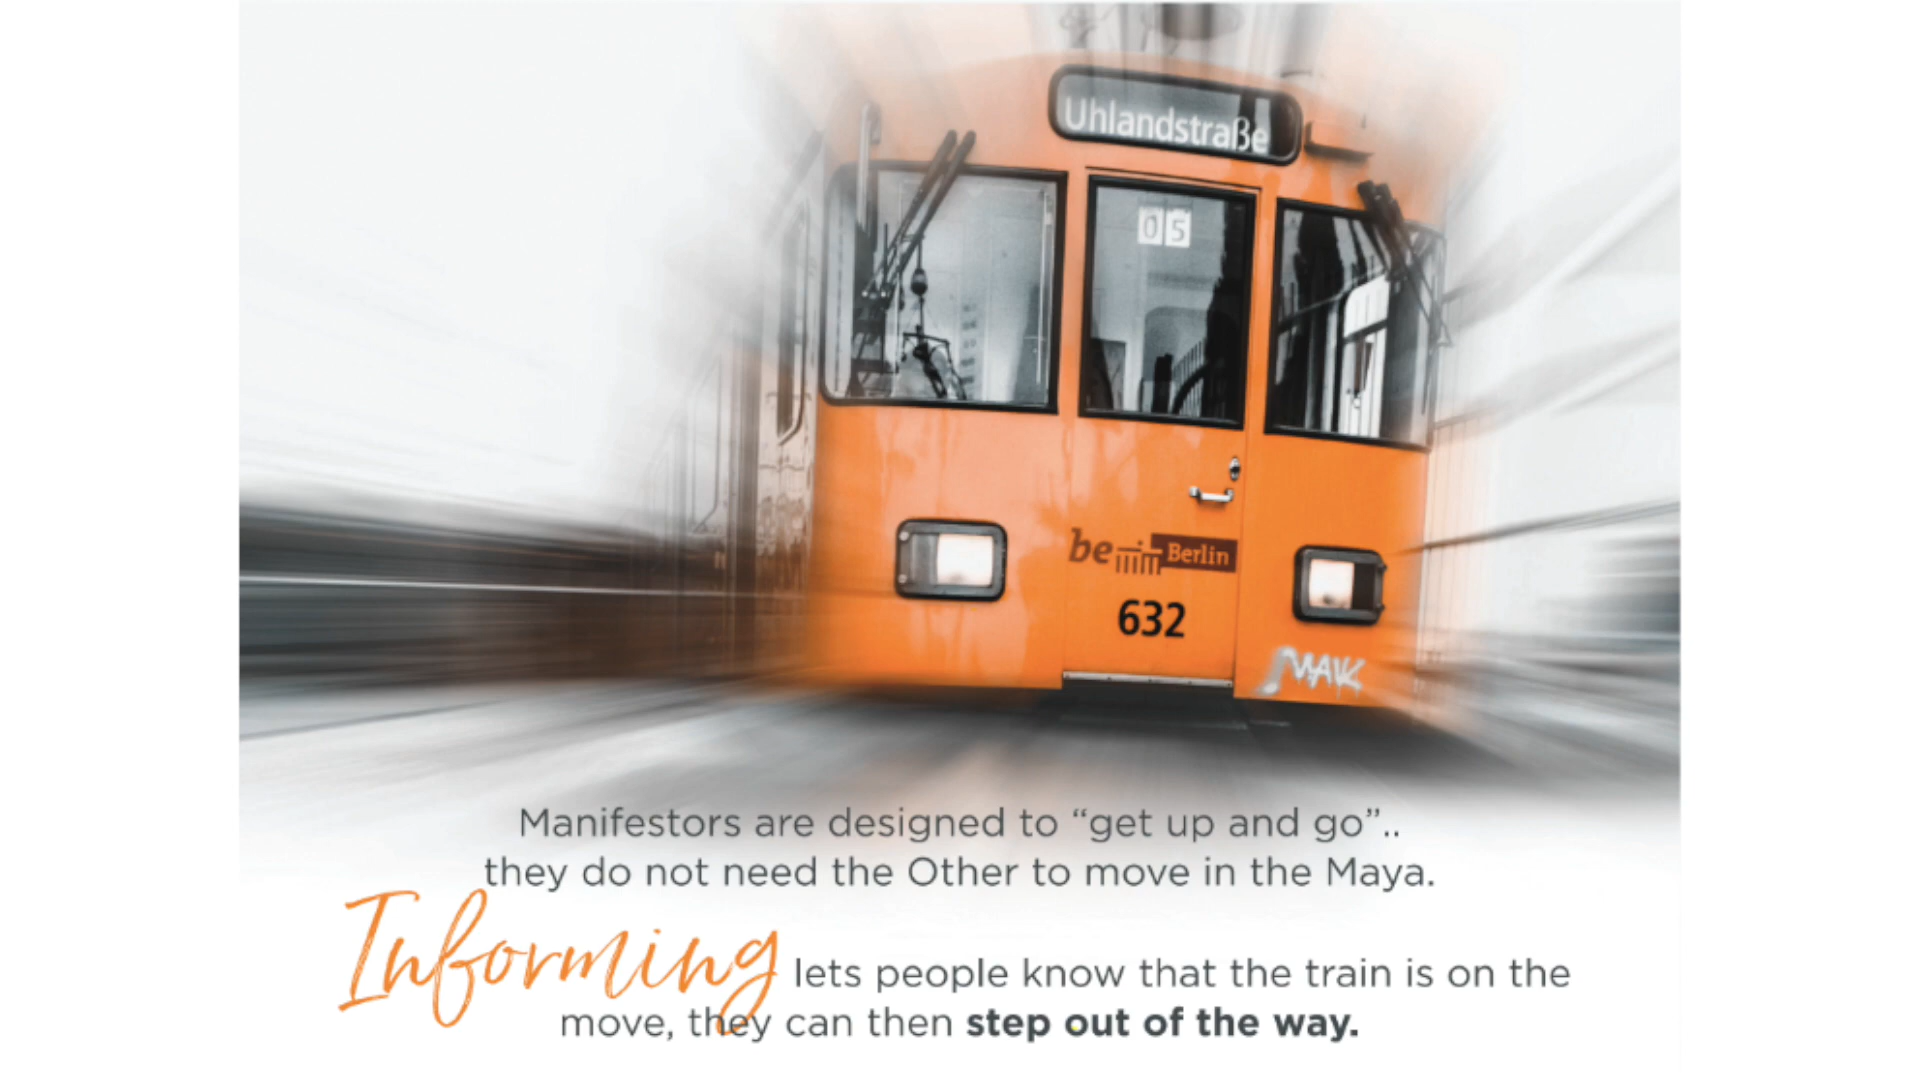 Uhlandstraße
05
be Berlin
632
MAIK
Manifestors are designed to “get up and go”..
they do not need the Other to move in the Maya.
Informing lets people know that the train is on the
move, they can then step out of the way.